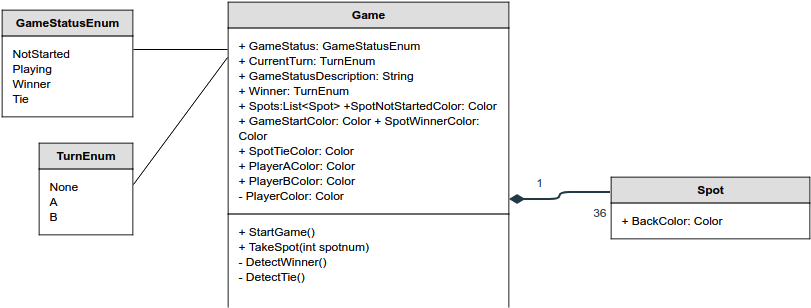 GameStatusEnum
NotStarted
Playing
Winner
Tie
TurnEnum
None
A
B
Game
+ GameStatus: GameStatusEnum
+ CurrentTurn: TurnEnum
+ GameStatusDescription: String
+ Winner: TurnEnum
+ Spots:List<Spot> +SpotNotStartedColor: Color
+ GameStartColor: Color + SpotWinnerColor:
Color
+ SpotTieColor: Color
+ PlayerAColor: Color
+ PlayerBColor: Color
- PlayerColor: Color
+ StartGame()
+ TakeSpot(int spotnum)
- DetectWinner()
- DetectTie()
1
36
Spot
+ BackColor: Color